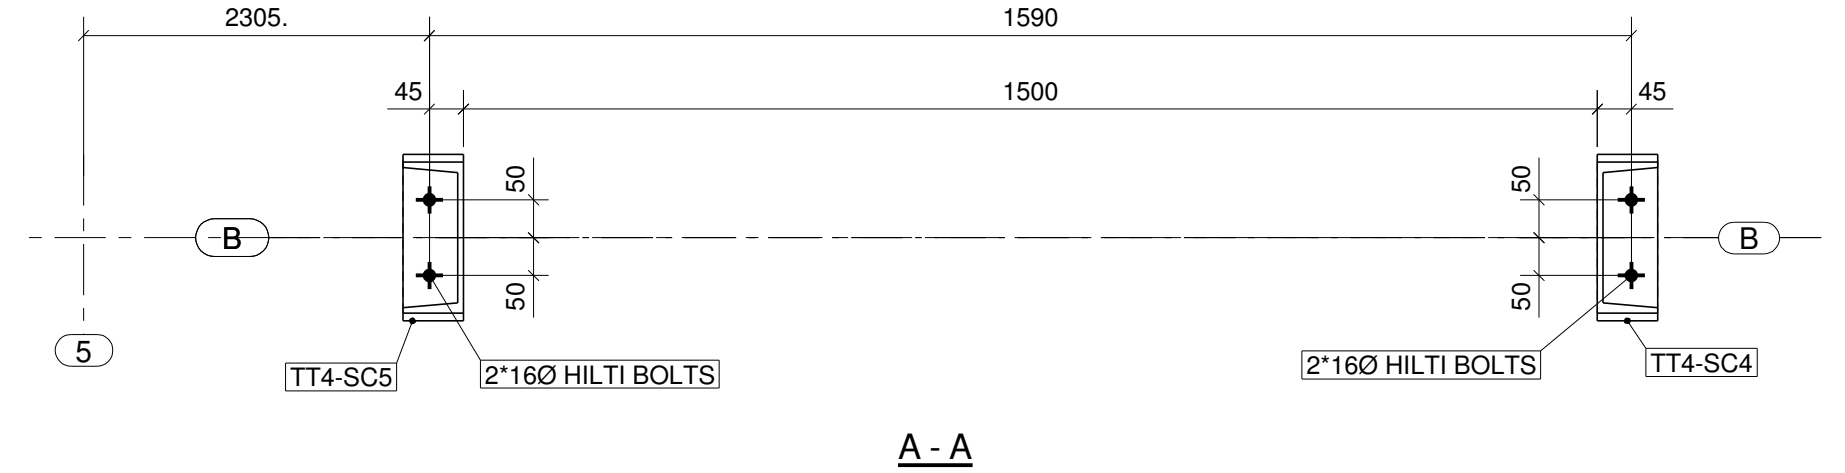 2305.
1590
45
1500
45
50
50
B
B
50
50
5
TT4-SC5
2*16Ø HILTI BOLTS
2*16Ø HILTI BOLTS
TT4-SC4
A - A